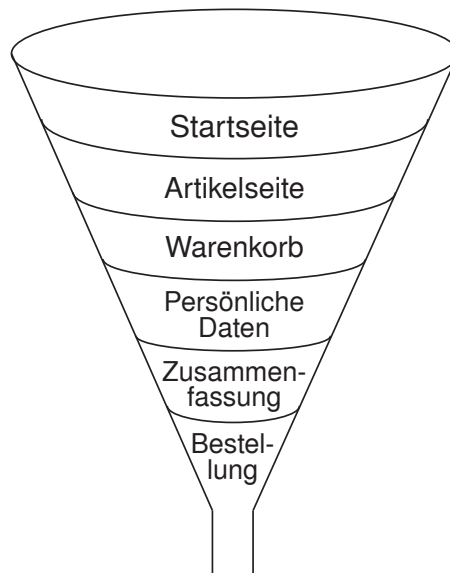 Startseite
Artikelseite
Warenkorb
Persönliche
Daten
Zusammen-
fassung
Bestel-
lung